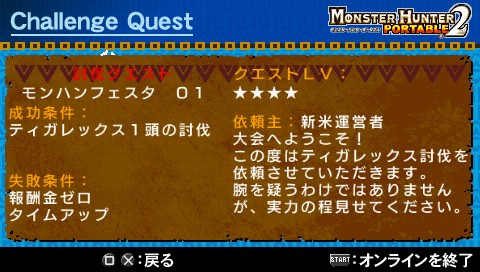 Challenge Quest
MONSTER HUNTER
PORTABLE 2
討伐クエスト
モンハンフェスタ 01
成功条件：
ティガレックス1頭の討伐
失敗条件：
報酬金ゼロ
タイムアップ
クエストLV：
★★★★
依頼主：新米運営者
大会へようこそ！
この度はティガレックス討伐を
依頼させていただきます。
腕を疑うわけではありません
が、実力の程見せてください。
□×：戻る
START：オンラインを終了